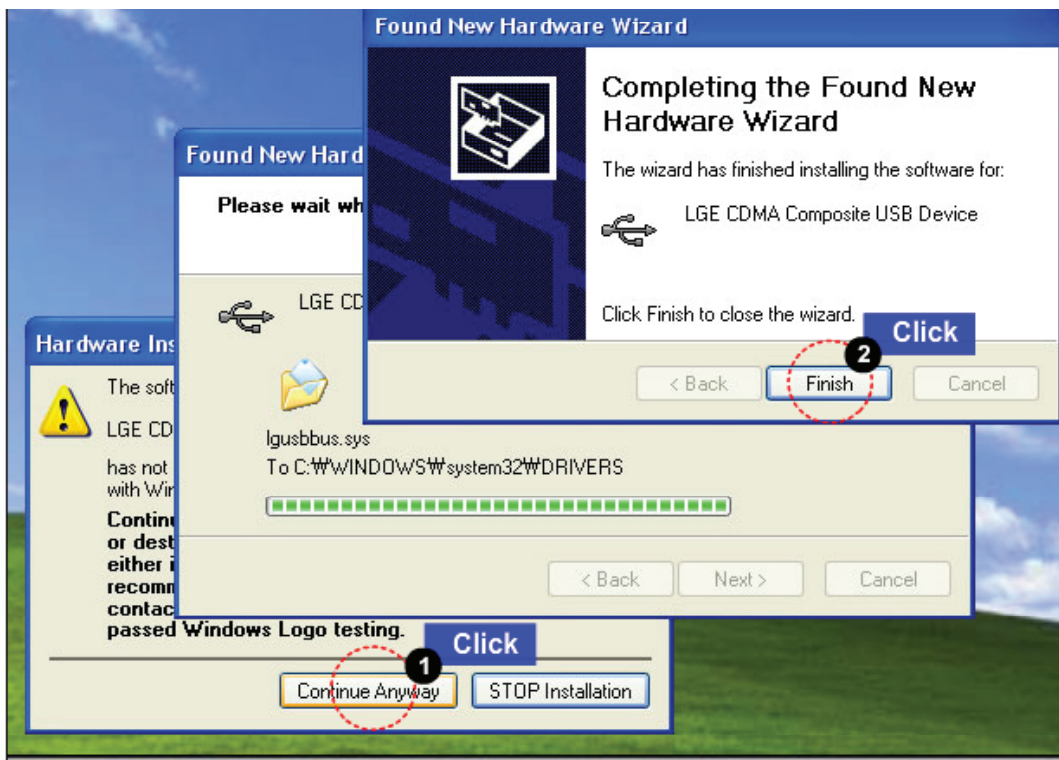 Found New Hardware Wizard
Completing the Found New
Hardware Wizard
The wizard has finished installing the software for:
LGE CDMA Composite USB Device
Click Finish to close the wizard.
Click
2
< Back
Finish
Cancel
Found New Hard
Please wait wh
LGE CD
lgusbbus.sys
To C:₩WINDOWS₩system32₩DRIVERS
< Back
Next >
Cancel
Hardware Ins
The soft
LGE CD
has not
with Win
Continu
or dest
either i
recomm
contac
passed Windows Logo testing.
Click
1
Continue Anyway
STOP Installation